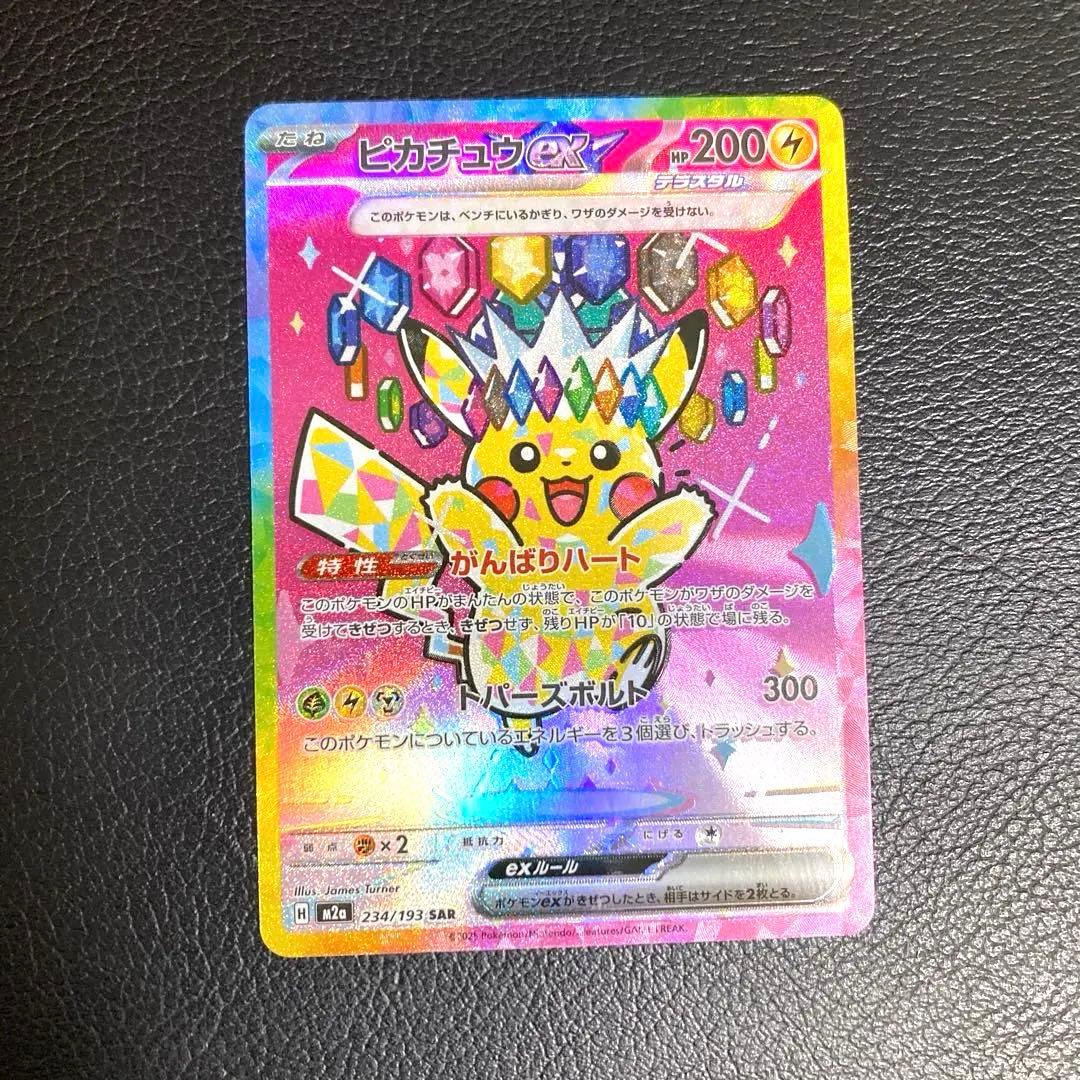 たね ピカチュウex HP200
テラスタル
このポケモンは、ベンチにいるかぎり、ワザのダメージを受けない。
特性 とくせい がんばりハート
このポケモンのHPがまんたんの状態で、このポケモンがワザのダメージを
受けてきぜつするとき、きぜつせず、残りHPが「10」の状態で場に残る。
トパーズボルト 300
このポケモンについているエネルギーを3個選び、トラッシュする。
弱点 ×2 抵抗力 にげる
exルール
ポケモンexがきぜつしたとき、相手はサイドを2枚とる。
Illus. James Turner
H m2a 234/193 SAR
©2025 Pokémon/Nintendo/Creatures/GAME FREAK.